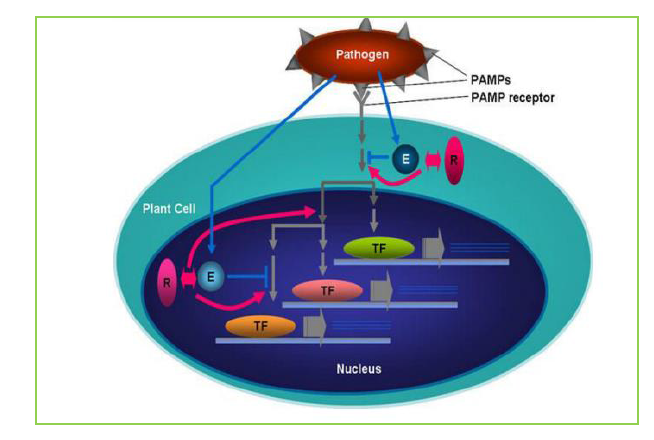 Pathogen
PAMPs
PAMP receptor
E
R
Plant Cell
TF
R
E
TF
TF
Nucleus